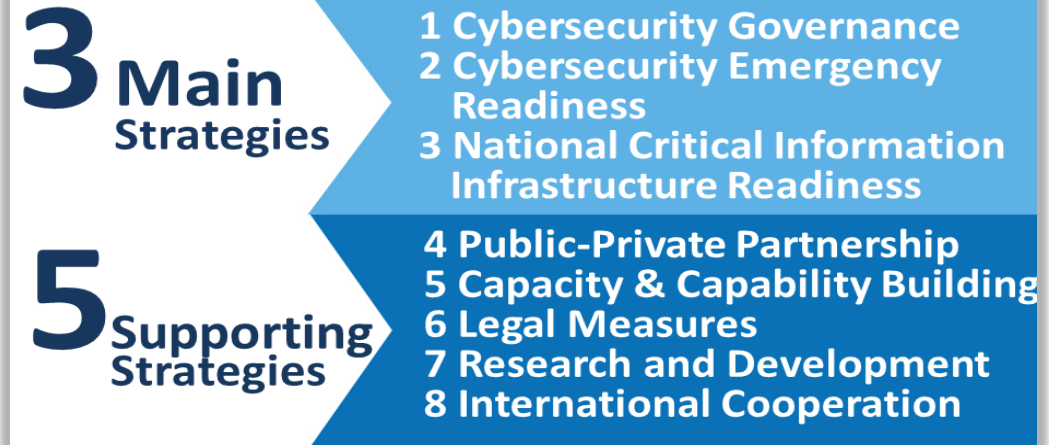 3 Main
Strategies
1 Cybersecurity Governance
2 Cybersecurity Emergency
Readiness
3 National Critical Information
Infrastructure Readiness
5 Supporting
Strategies
4 Public-Private Partnership
5 Capacity & Capability Building
6 Legal Measures
7 Research and Development
8 International Cooperation